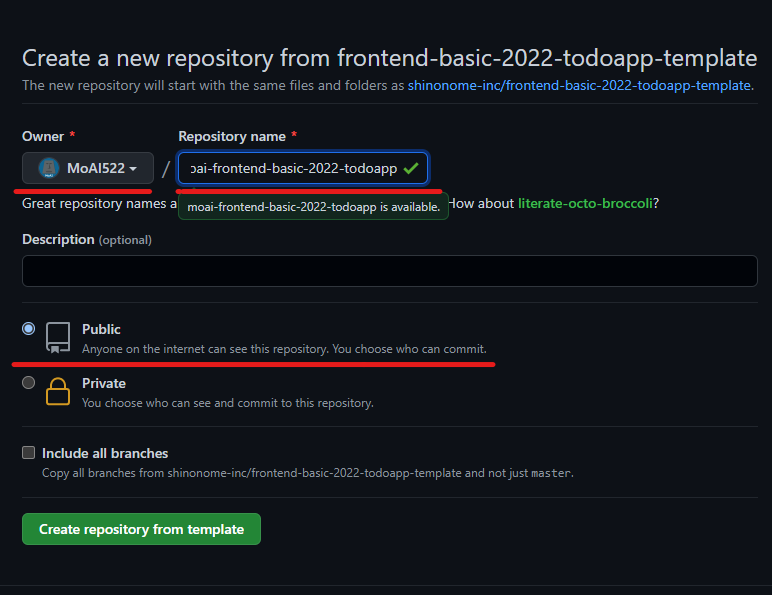 Create a new repository from frontend-basic-2022-todoapp-template
The new repository will start with the same files and folders as shinonome-inc/frontend-basic-2022-todoapp-template.
Owner * Repository name *
MoAI522 / oai-frontend-basic-2022-todoapp
Great repository names a How about literate-octo-broccoli?
moai-frontend-basic-2022-todoapp is available.
Description (optional)
Public
Anyone on the internet can see this repository. You choose who can commit.
Private
You choose who can see and commit to this repository.
Include all branches
Copy all branches from shinonome-inc/frontend-basic-2022-todoapp-template and not just master.
Create repository from template